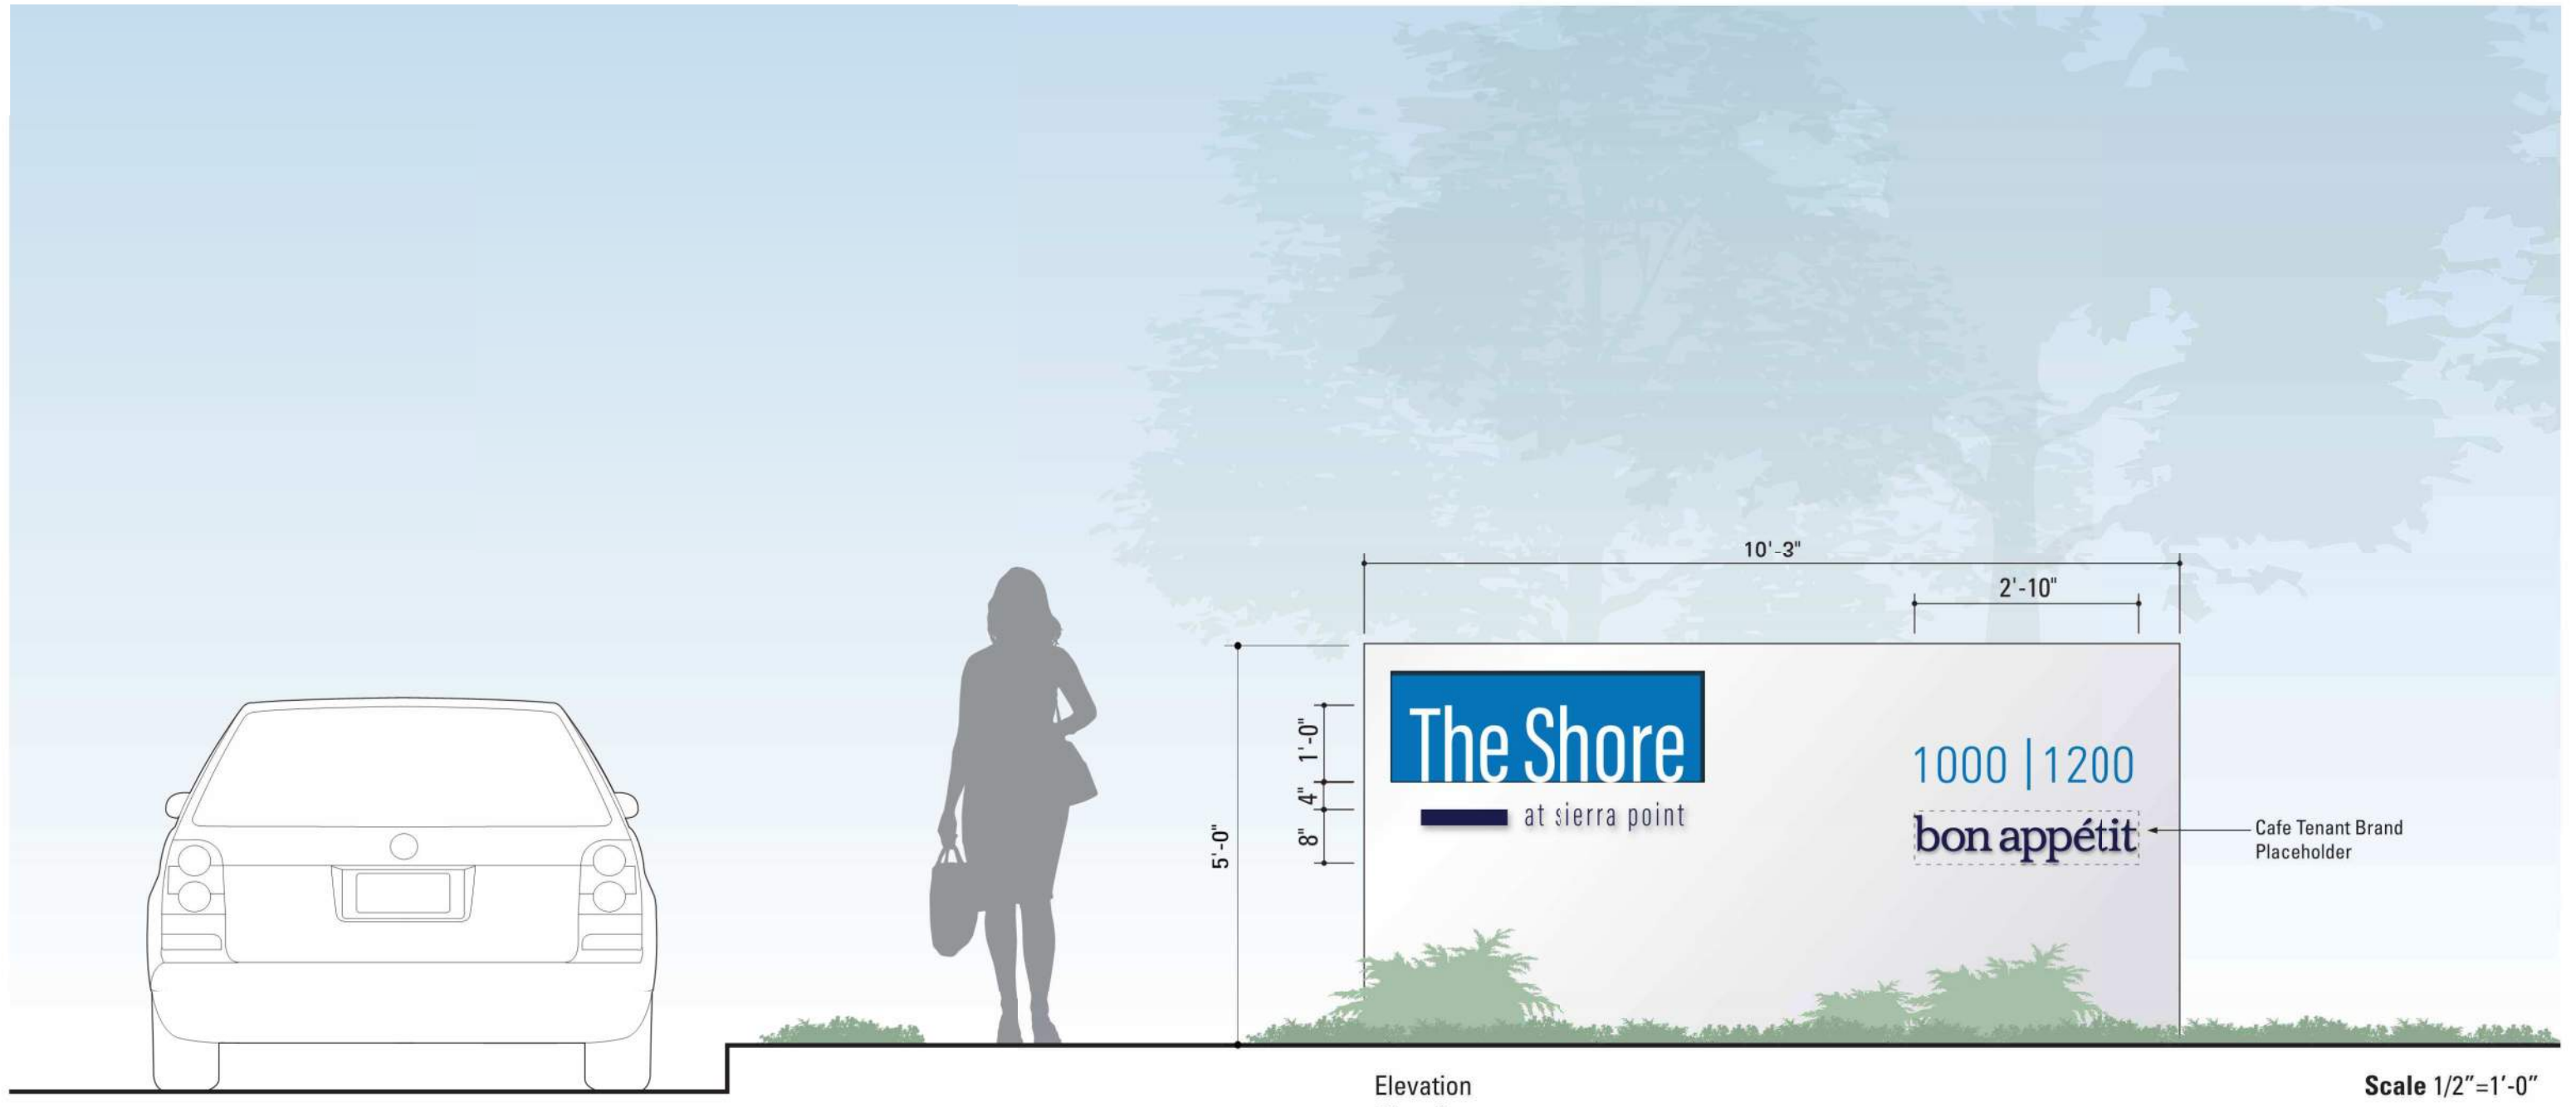 10'-3"
2'-10"
5'-0"
1'-0"
4"
8"
The Shore
at sierra point
1000 | 1200
bon appétit
Cafe Tenant Brand
Placeholder
Elevation
Scale 1/2"=1'-0"